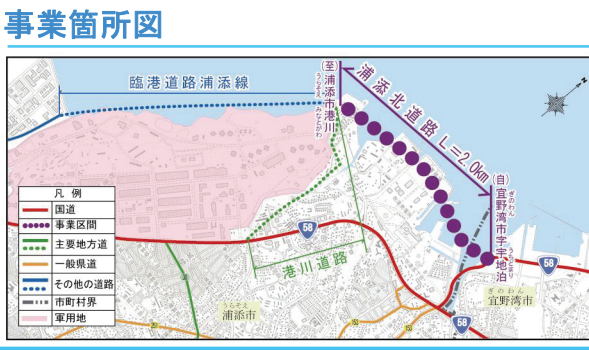 事業箇所図
臨港道路浦添線
(至)浦添市港川
うらそえ みなとがわ
浦添北道路 L=2.0km
(自)宜野湾市字宇地泊
ぎのわん
うちどまり
凡例
国道
事業区間
主要地方道
一般県道
その他の道路
市町村界
軍用地
58
港川道路
58
うらそえ
浦添市
ぎのわん
宜野湾市
58